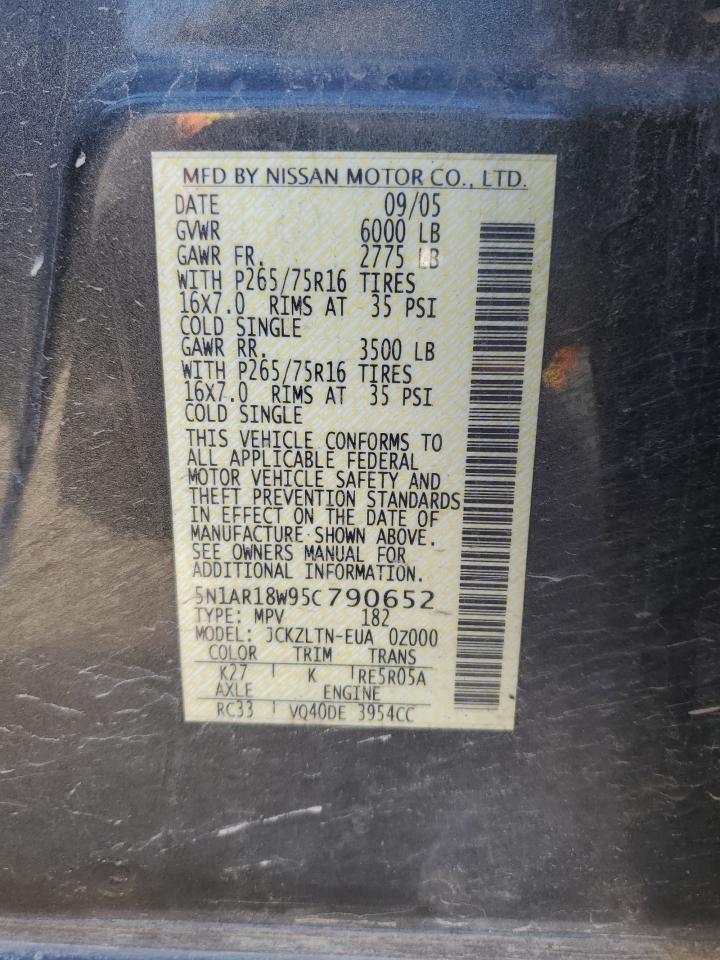 MFD BY NISSAN MOTOR CO., LTD.
DATE 09/05
GVWR 6000 LB
GAWR FR. 2775 LB
WITH P265/75R16 TIRES
16X7.0 RIMS AT 35 PSI
COLD SINGLE
GAWR RR. 3500 LB
WITH P265/75R16 TIRES
16X7.0 RIMS AT 35 PSI
COLD SINGLE
THIS VEHICLE CONFORMS TO
ALL APPLICABLE FEDERAL
MOTOR VEHICLE SAFETY AND
THEFT PREVENTION STANDARDS
IN EFFECT ON THE DATE OF
MANUFACTURE SHOWN ABOVE.
SEE OWNERS MANUAL FOR
ADDITIONAL INFORMATION.
5N1AR18W95C 790652
TYPE: MPV 182
MODEL: JCKZLTN-EUA 0Z000
COLOR TRIM TRANS
K27 K RE5R05A
AXLE ENGINE
RC33 VQ40DE 3954CC